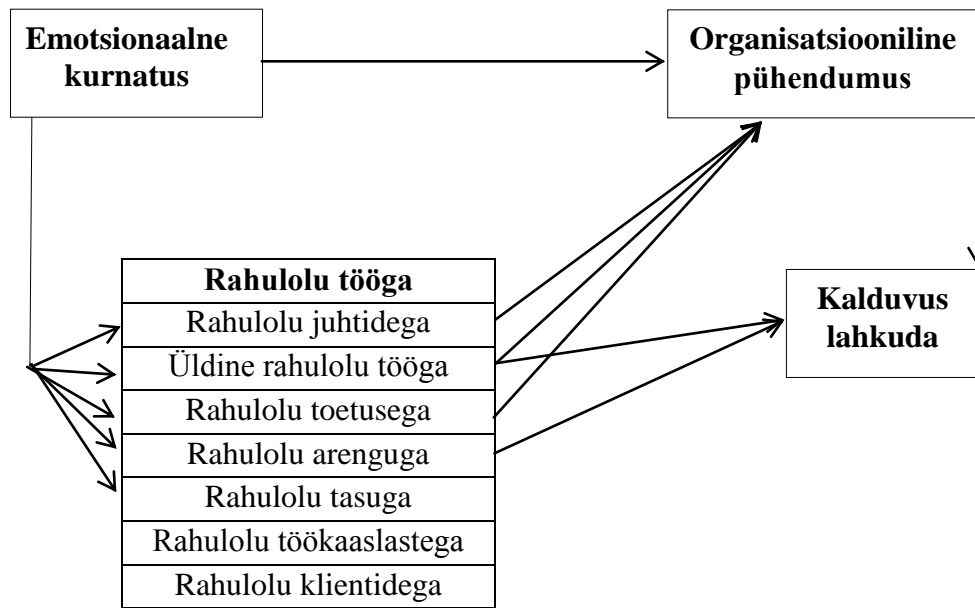 Emotsionaalne
kurnatus
Organisatsiooniline
pühendumus
Rahulolu tööga
Rahulolu juhtidega
Üldine rahulolu tööga
Rahulolu toetusega
Rahulolu arenguga
Rahulolu tasuga
Rahulolu töökaaslastega
Rahulolu klientidega
Kalduvus
lahkuda